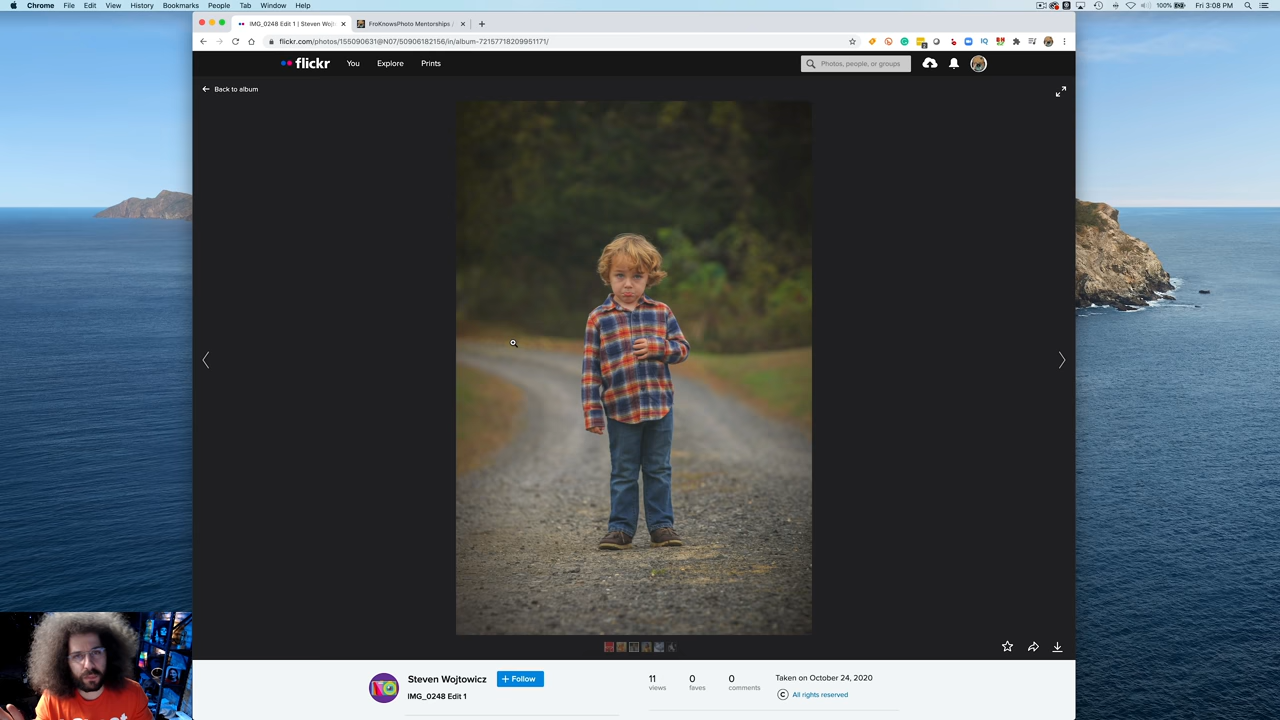 Chrome File Edit View History Bookmarks People Tab Window Help
100% Fri 3:08 PM
IMG_0248 Edit 1 | Steven Wojt
FroKnowsPhoto Mentorships /
flickr.com/photos/155090631@N07/50906182156/in/album-72157718209951171/
flickr You Explore Prints
Photos, people, or groups
Back to album
Steven Wojtowicz
+ Follow
IMG_0248 Edit 1
11 views
0 faves
0 comments
Taken on October 24, 2020
© All rights reserved